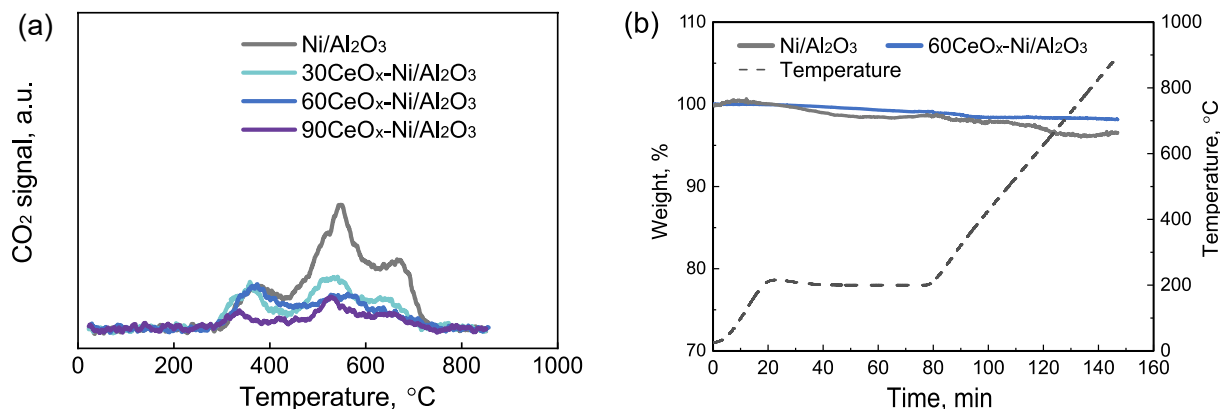 (a)
CO₂ signal, a.u.
Ni/Al₂O₃
30CeOₓ-Ni/Al₂O₃
60CeOₓ-Ni/Al₂O₃
90CeOₓ-Ni/Al₂O₃
0 200 400 600 800 1000
Temperature, °C
(b)
Weight, %
110
100
90
80
70
Ni/Al₂O₃ 60CeOₓ-Ni/Al₂O₃
Temperature
1000
800
600
400
200
0
Temperature, °C
0 20 40 60 80 100 120 140 160
Time, min